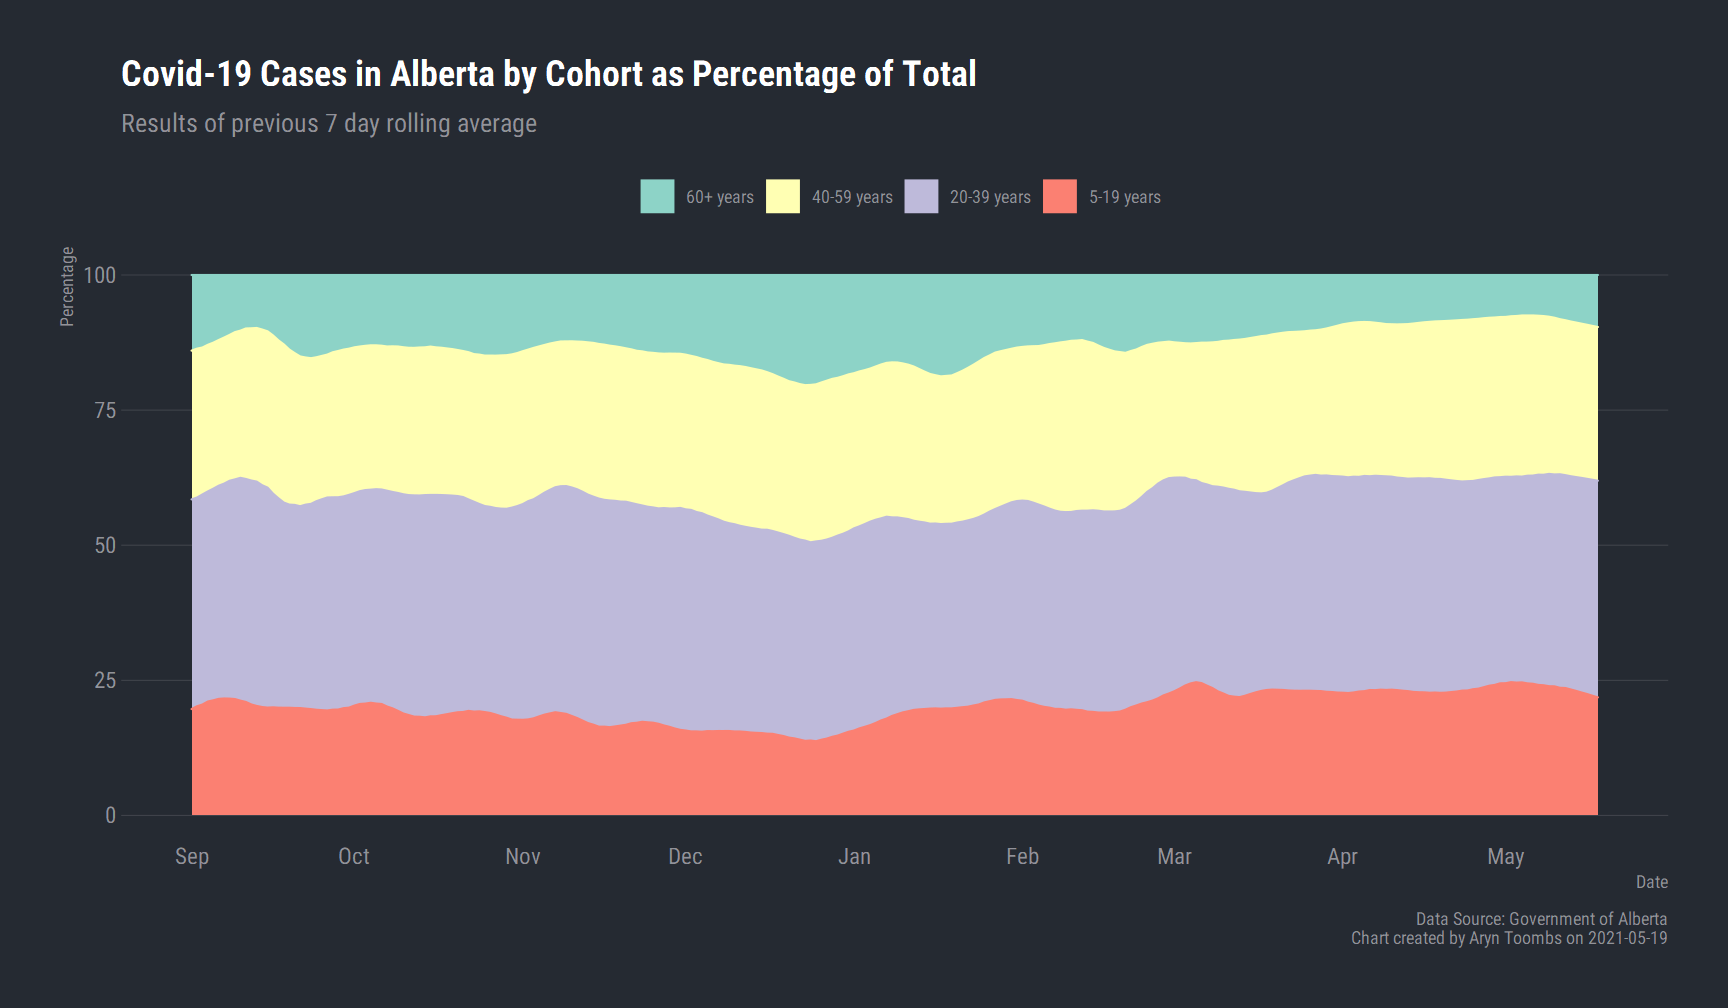 Covid-19 Cases in Alberta by Cohort as Percentage of Total
Results of previous 7 day rolling average
60+ years 40-59 years 20-39 years 5-19 years
Percentage
100
75
50
25
0
Sep Oct Nov Dec Jan Feb Mar Apr May
Date
Data Source: Government of Alberta
Chart created by Aryn Toombs on 2021-05-19